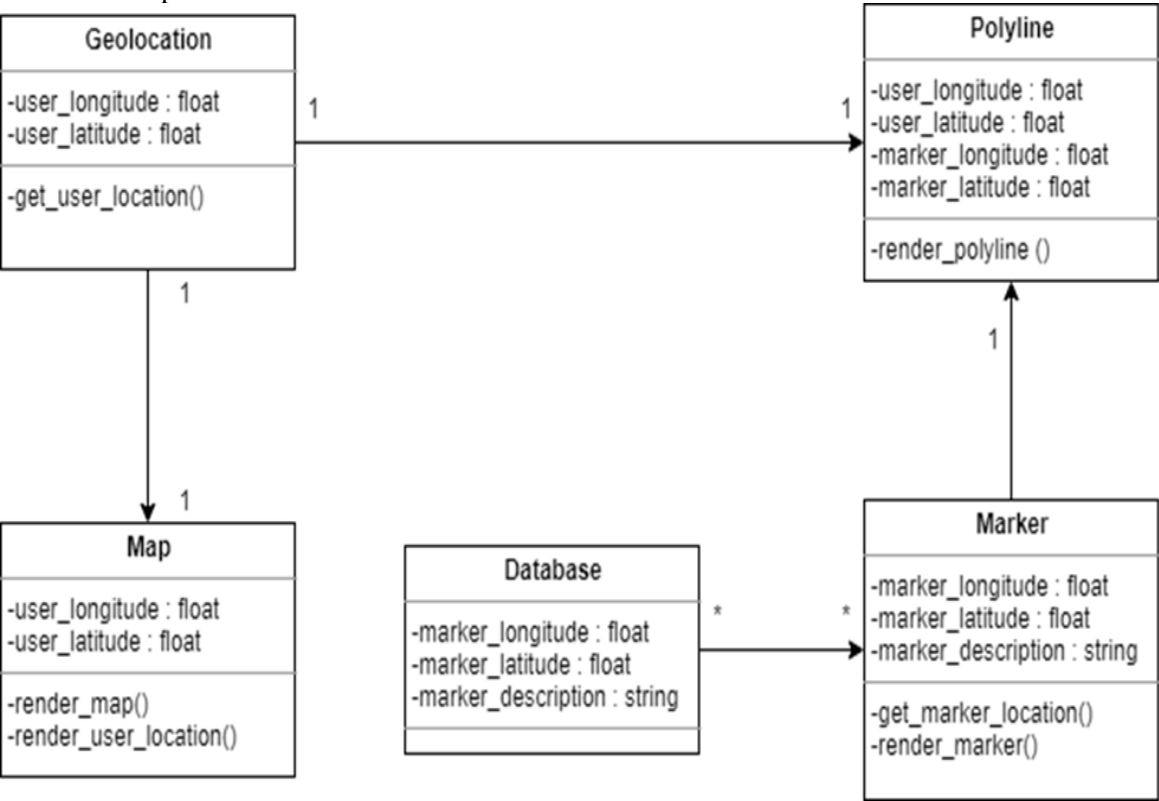 Geolocation
-user_longitude : float
-user_latitude : float
-get_user_location()
1
1
Polyline
-user_longitude : float
-user_latitude : float
-marker_longitude : float
-marker_latitude : float
-render_polyline ()
1
1
1
Map
-user_longitude : float
-user_latitude : float
-render_map()
-render_user_location()
Database
-marker_longitude : float
-marker_latitude : float
-marker_description : string
*
*
Marker
-marker_longitude : float
-marker_latitude : float
-marker_description : string
-get_marker_location()
-render_marker()